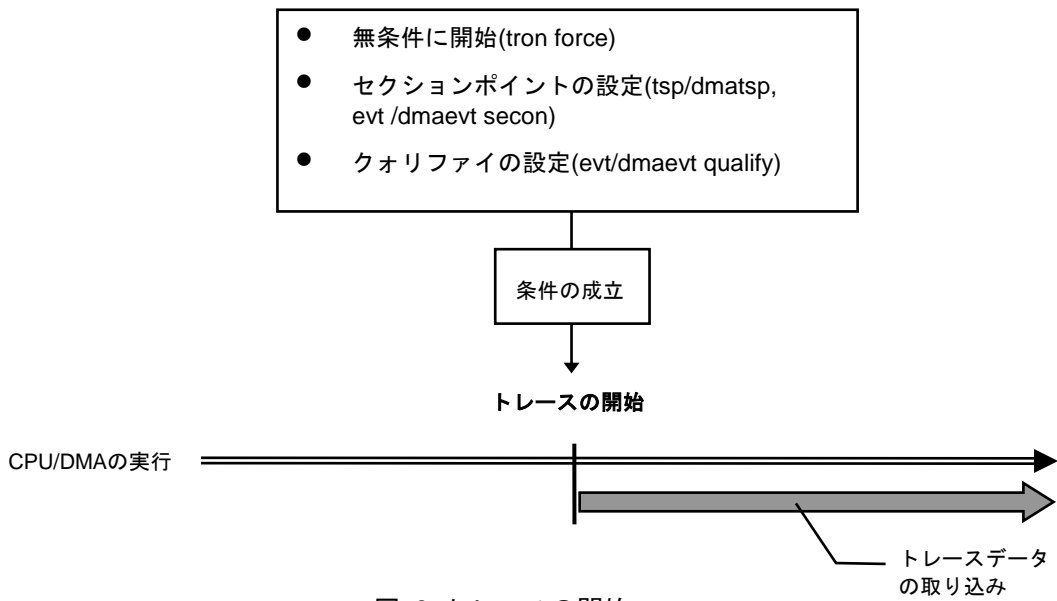 ● 無条件に開始(tron force)
● セクションポイントの設定(tsp/dmatsp,
evt /dmaevt secon)
● クォリファイの設定(evt/dmaevt qualify)
条件の成立
トレースの開始
CPU/DMAの実行
トレースデータ
の取り込み